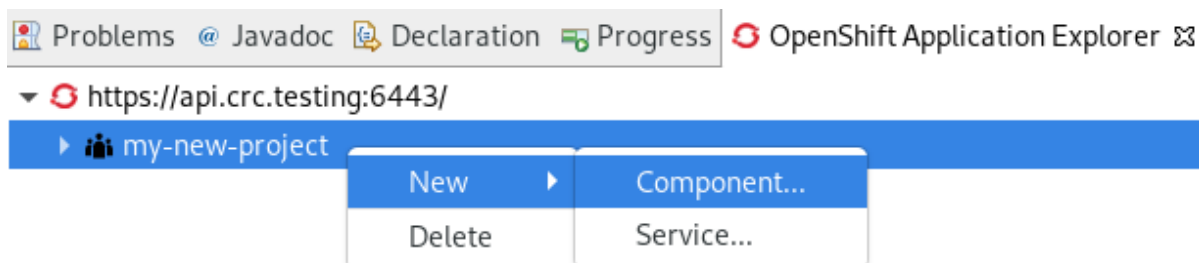 Problems @ Javadoc Declaration Progress OpenShift Application Explorer
https://api.crc.testing:6443/
my-new-project
New Component...
Delete Service...